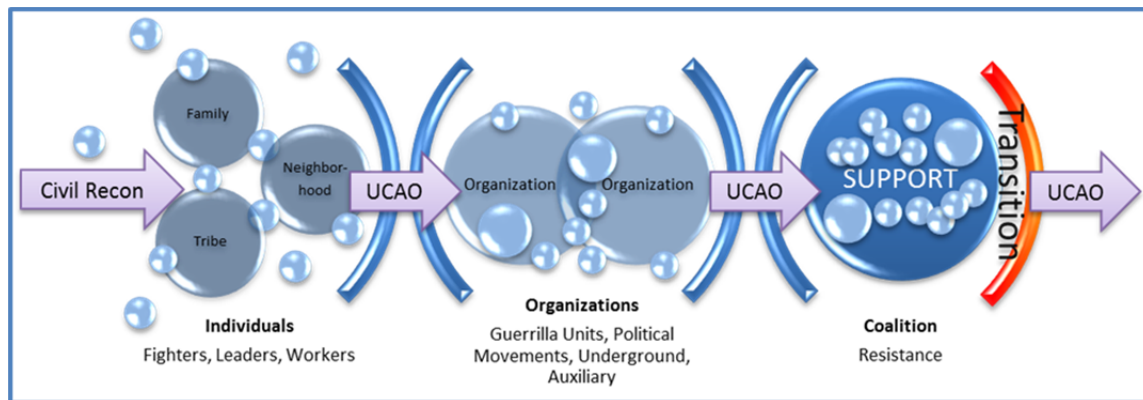 Civil Recon
Family
Neighbor-
hood
Tribe
UCAO
Organization
Organization
UCAO
SUPPORT
Transition
UCAO
Individuals
Fighters, Leaders, Workers
Organizations
Guerrilla Units, Political
Movements, Underground,
Auxiliary
Coalition
Resistance